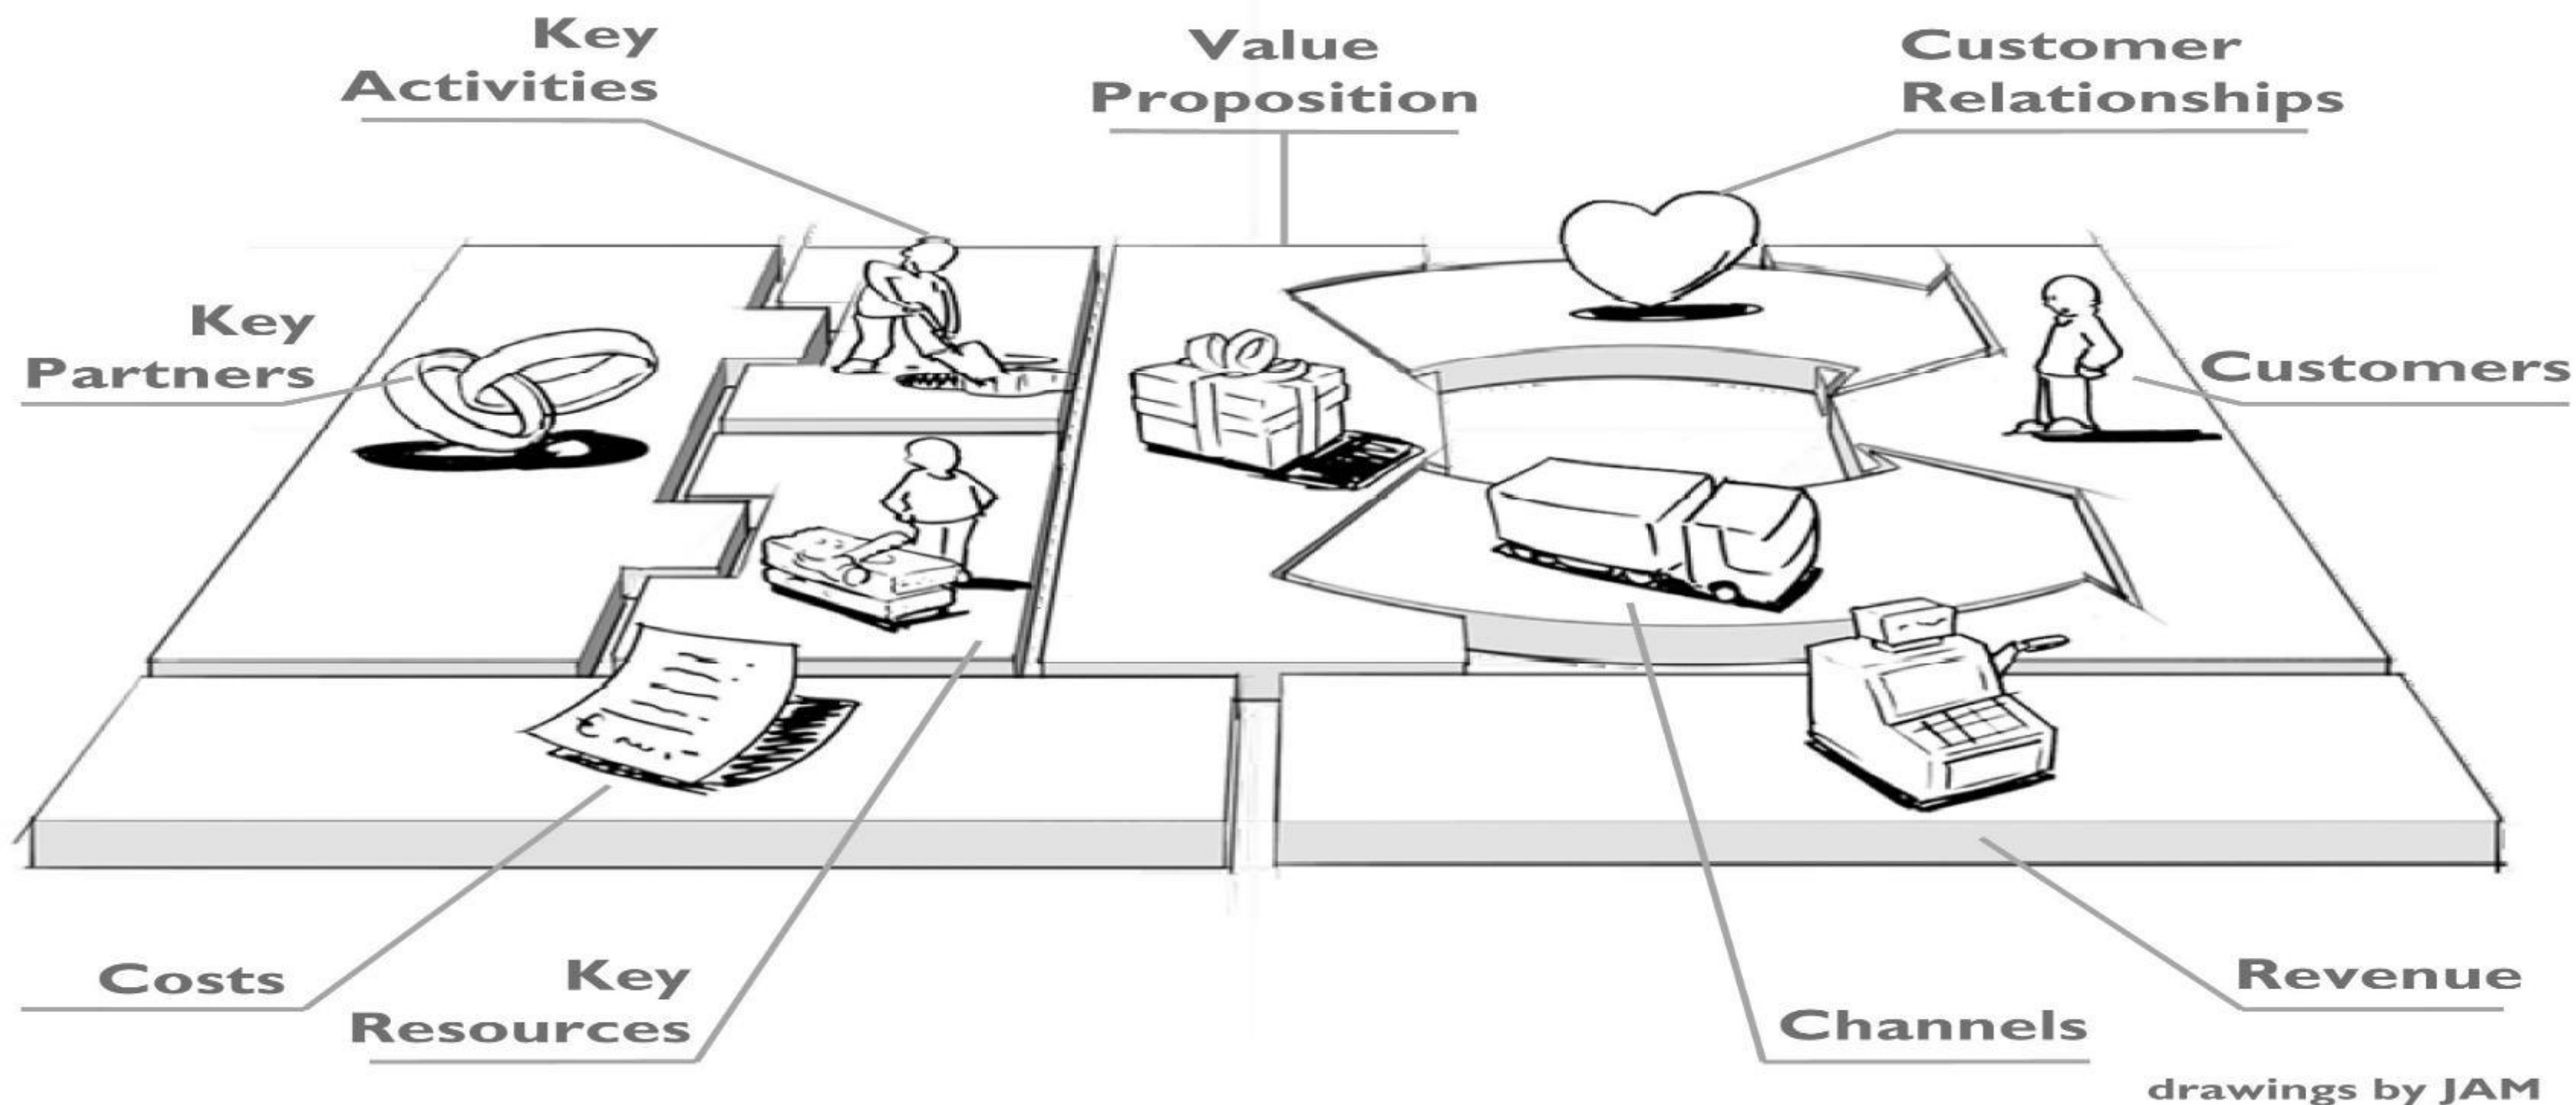 Key
Activities
Value
Proposition
Customer
Relationships
Key
Partners
Customers
Costs
Key
Resources
Channels
Revenue
drawings by JAM